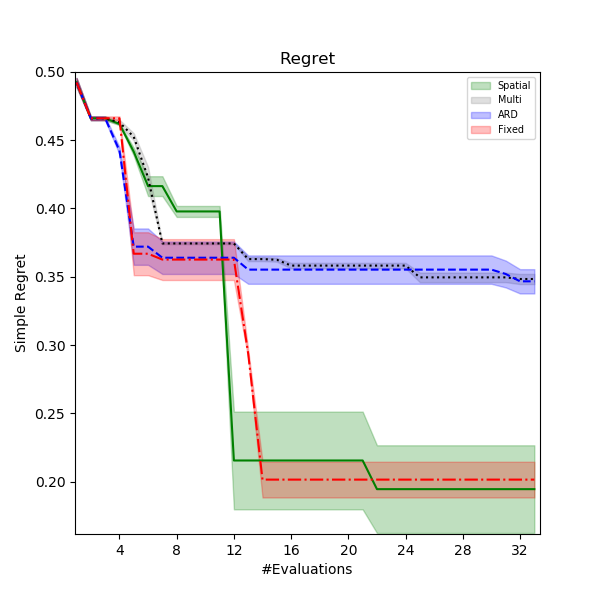 Regret
0.50
0.45
0.40
0.35
0.30
0.25
0.20
Simple Regret
Spatial
Multi
ARD
Fixed
4 8 12 16 20 24 28 32
#Evaluations